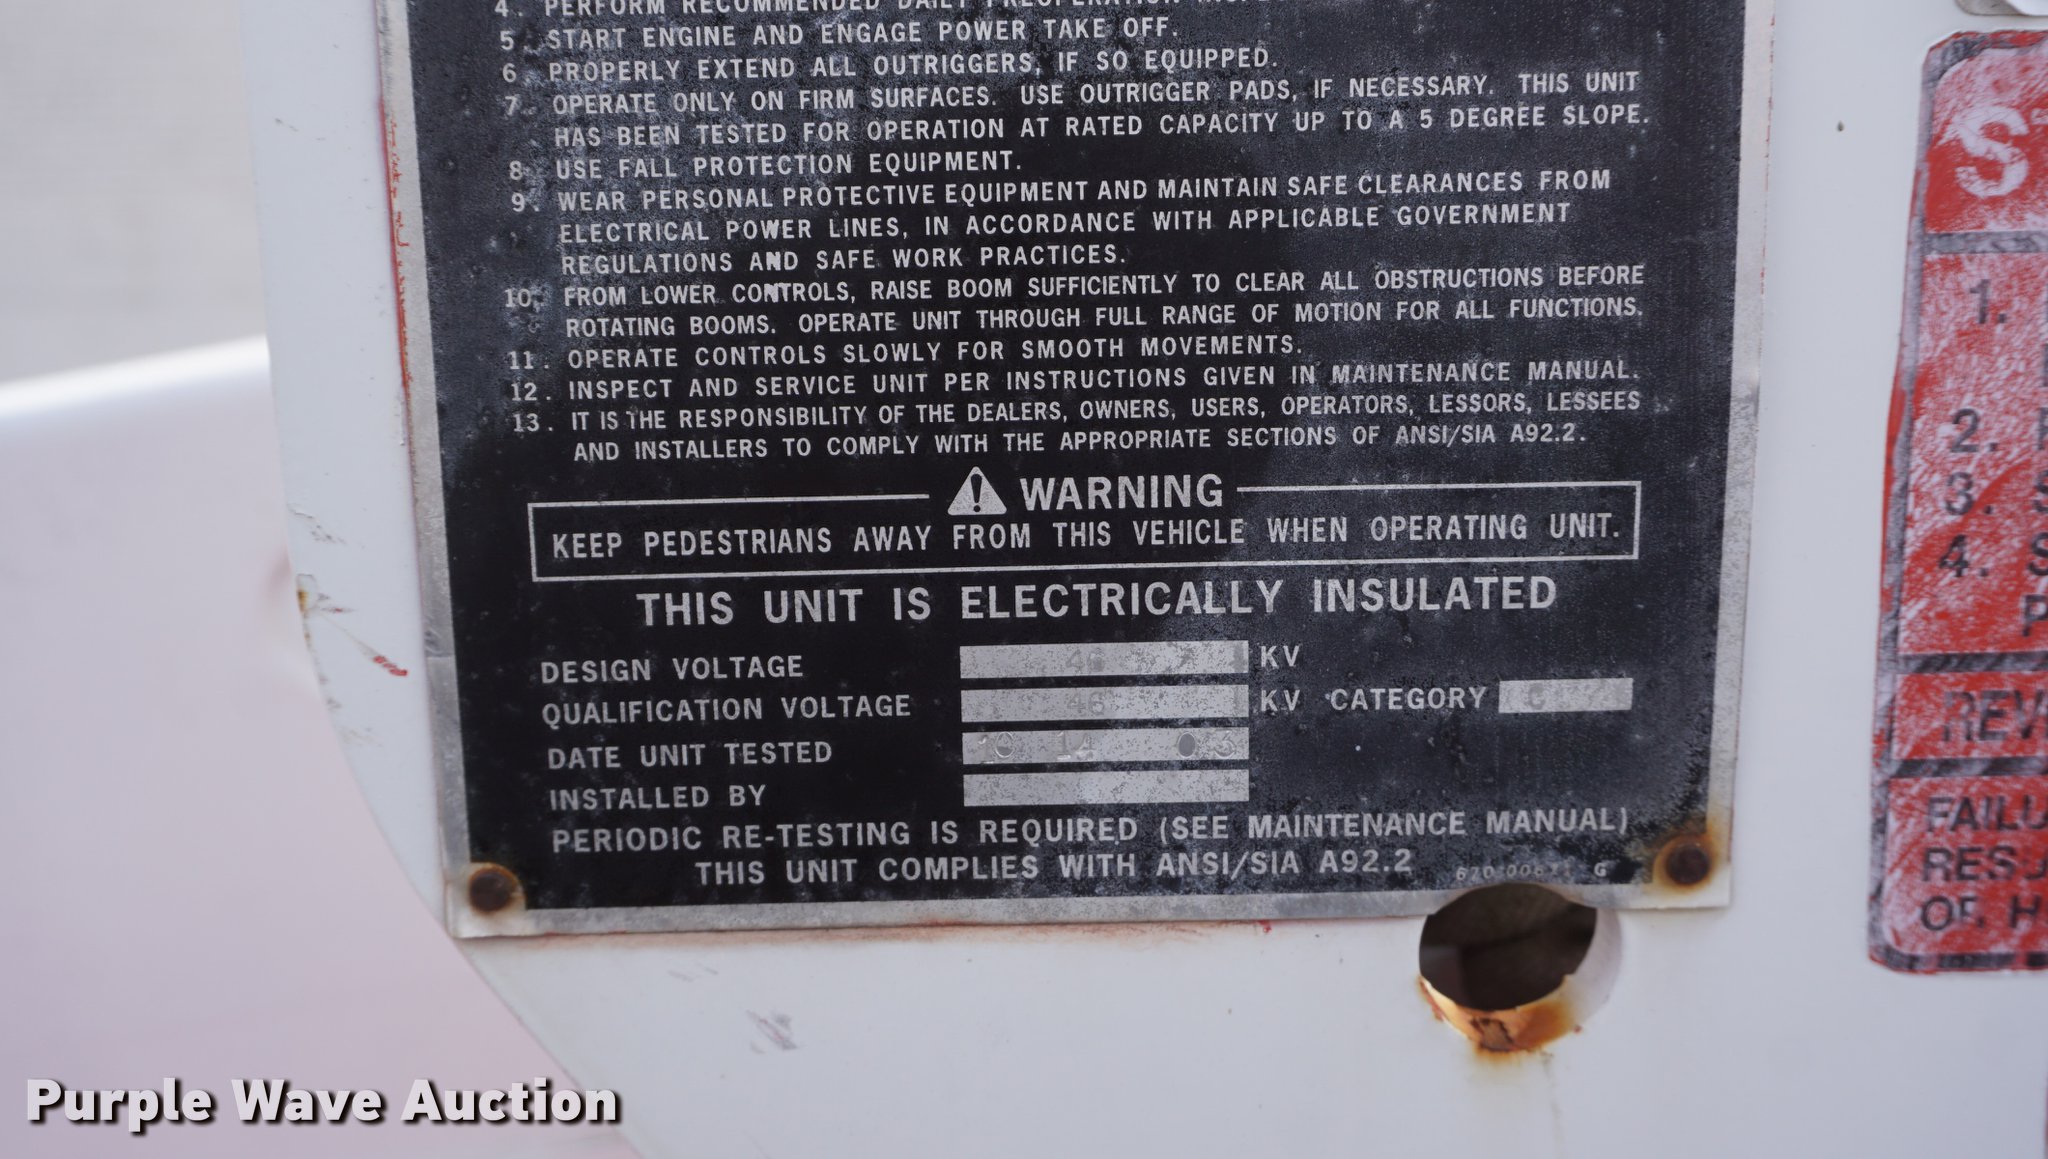 4. PERFORM RECOMMENDED DAILY PREOPERATION
5. START ENGINE AND ENGAGE POWER TAKE OFF.
6. PROPERLY EXTEND ALL OUTRIGGERS, IF SO EQUIPPED.
7. OPERATE ONLY ON FIRM SURFACES. USE OUTRIGGER PADS, IF NECESSARY. THIS UNIT
HAS BEEN TESTED FOR OPERATION AT RATED CAPACITY UP TO A 5 DEGREE SLOPE.
8. USE FALL PROTECTION EQUIPMENT.
9. WEAR PERSONAL PROTECTIVE EQUIPMENT AND MAINTAIN SAFE CLEARANCES FROM
ELECTRICAL POWER LINES, IN ACCORDANCE WITH APPLICABLE GOVERNMENT
REGULATIONS AND SAFE WORK PRACTICES.
10. FROM LOWER CONTROLS, RAISE BOOM SUFFICIENTLY TO CLEAR ALL OBSTRUCTIONS BEFORE
ROTATING BOOMS. OPERATE UNIT THROUGH FULL RANGE OF MOTION FOR ALL FUNCTIONS.
11. OPERATE CONTROLS SLOWLY FOR SMOOTH MOVEMENTS.
12. INSPECT AND SERVICE UNIT PER INSTRUCTIONS GIVEN IN MAINTENANCE MANUAL.
13. IT IS THE RESPONSIBILITY OF THE DEALERS, OWNERS, USERS, OPERATORS, LESSORS, LESSEES
AND INSTALLERS TO COMPLY WITH THE APPROPRIATE SECTIONS OF ANSI/SIA A92.2.
WARNING
KEEP PEDESTRIANS AWAY FROM THIS VEHICLE WHEN OPERATING UNIT.
THIS UNIT IS ELECTRICALLY INSULATED
DESIGN VOLTAGE 46 KV
QUALIFICATION VOLTAGE 46 KV CATEGORY C
DATE UNIT TESTED 10 14 03
INSTALLED BY
PERIODIC RE-TESTING IS REQUIRED (SEE MAINTENANCE MANUAL)
THIS UNIT COMPLIES WITH ANSI/SIA A92.2
S
1.
2.
3. S
4. S
P
REV
FAILU
RES
OF H
Purple Wave Auction